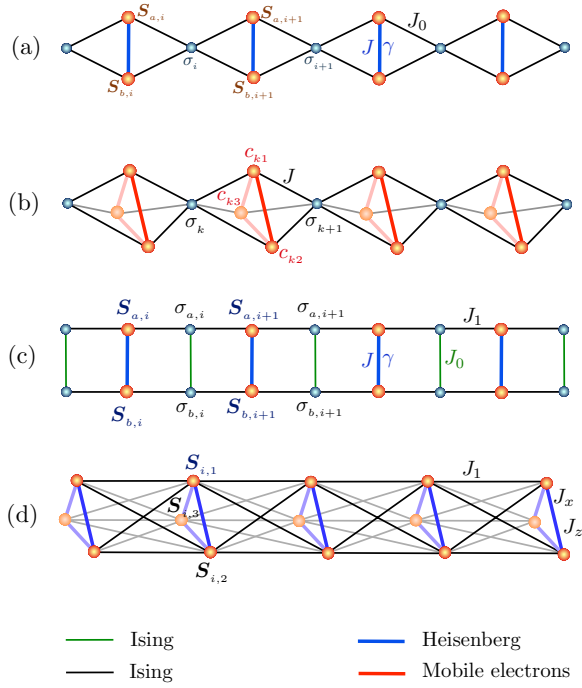 (a)
S_{a,i} S_{a,i+1} J_0
σ_i σ_{i+1} J γ
S_{b,i} S_{b,i+1}
(b)
c_{k1} J
c_{k3}
σ_k σ_{k+1}
c_{k2}
(c)
S_{a,i} σ_{a,i} S_{a,i+1} σ_{a,i+1} J_1
J γ J_0
S_{b,i} σ_{b,i} S_{b,i+1} σ_{b,i+1}
(d)
S_{i,1} J_1
S_{i,3} J_x
J_z
S_{i,2}
Ising Heisenberg
Ising Mobile electrons